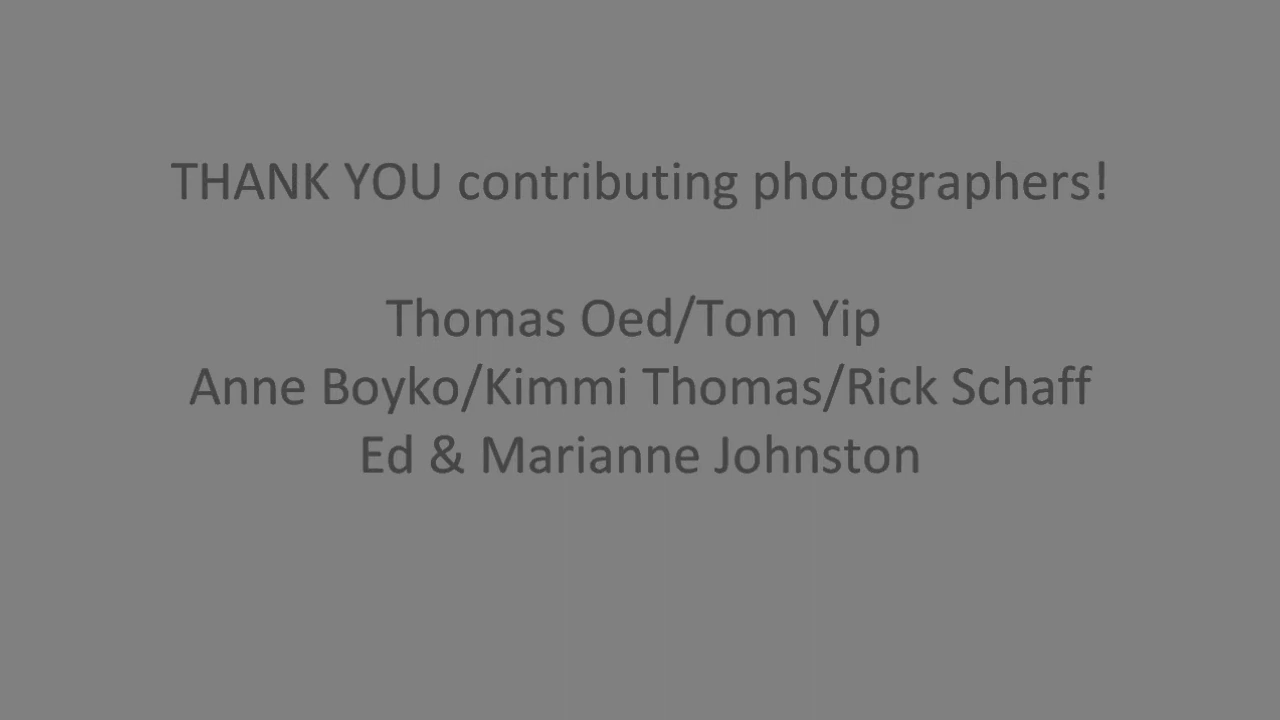 THANK YOU contributing photographers!
Thomas Oed/Tom Yip
Anne Boyko/Kimmi Thomas/Rick Schaff
Ed & Marianne Johnston